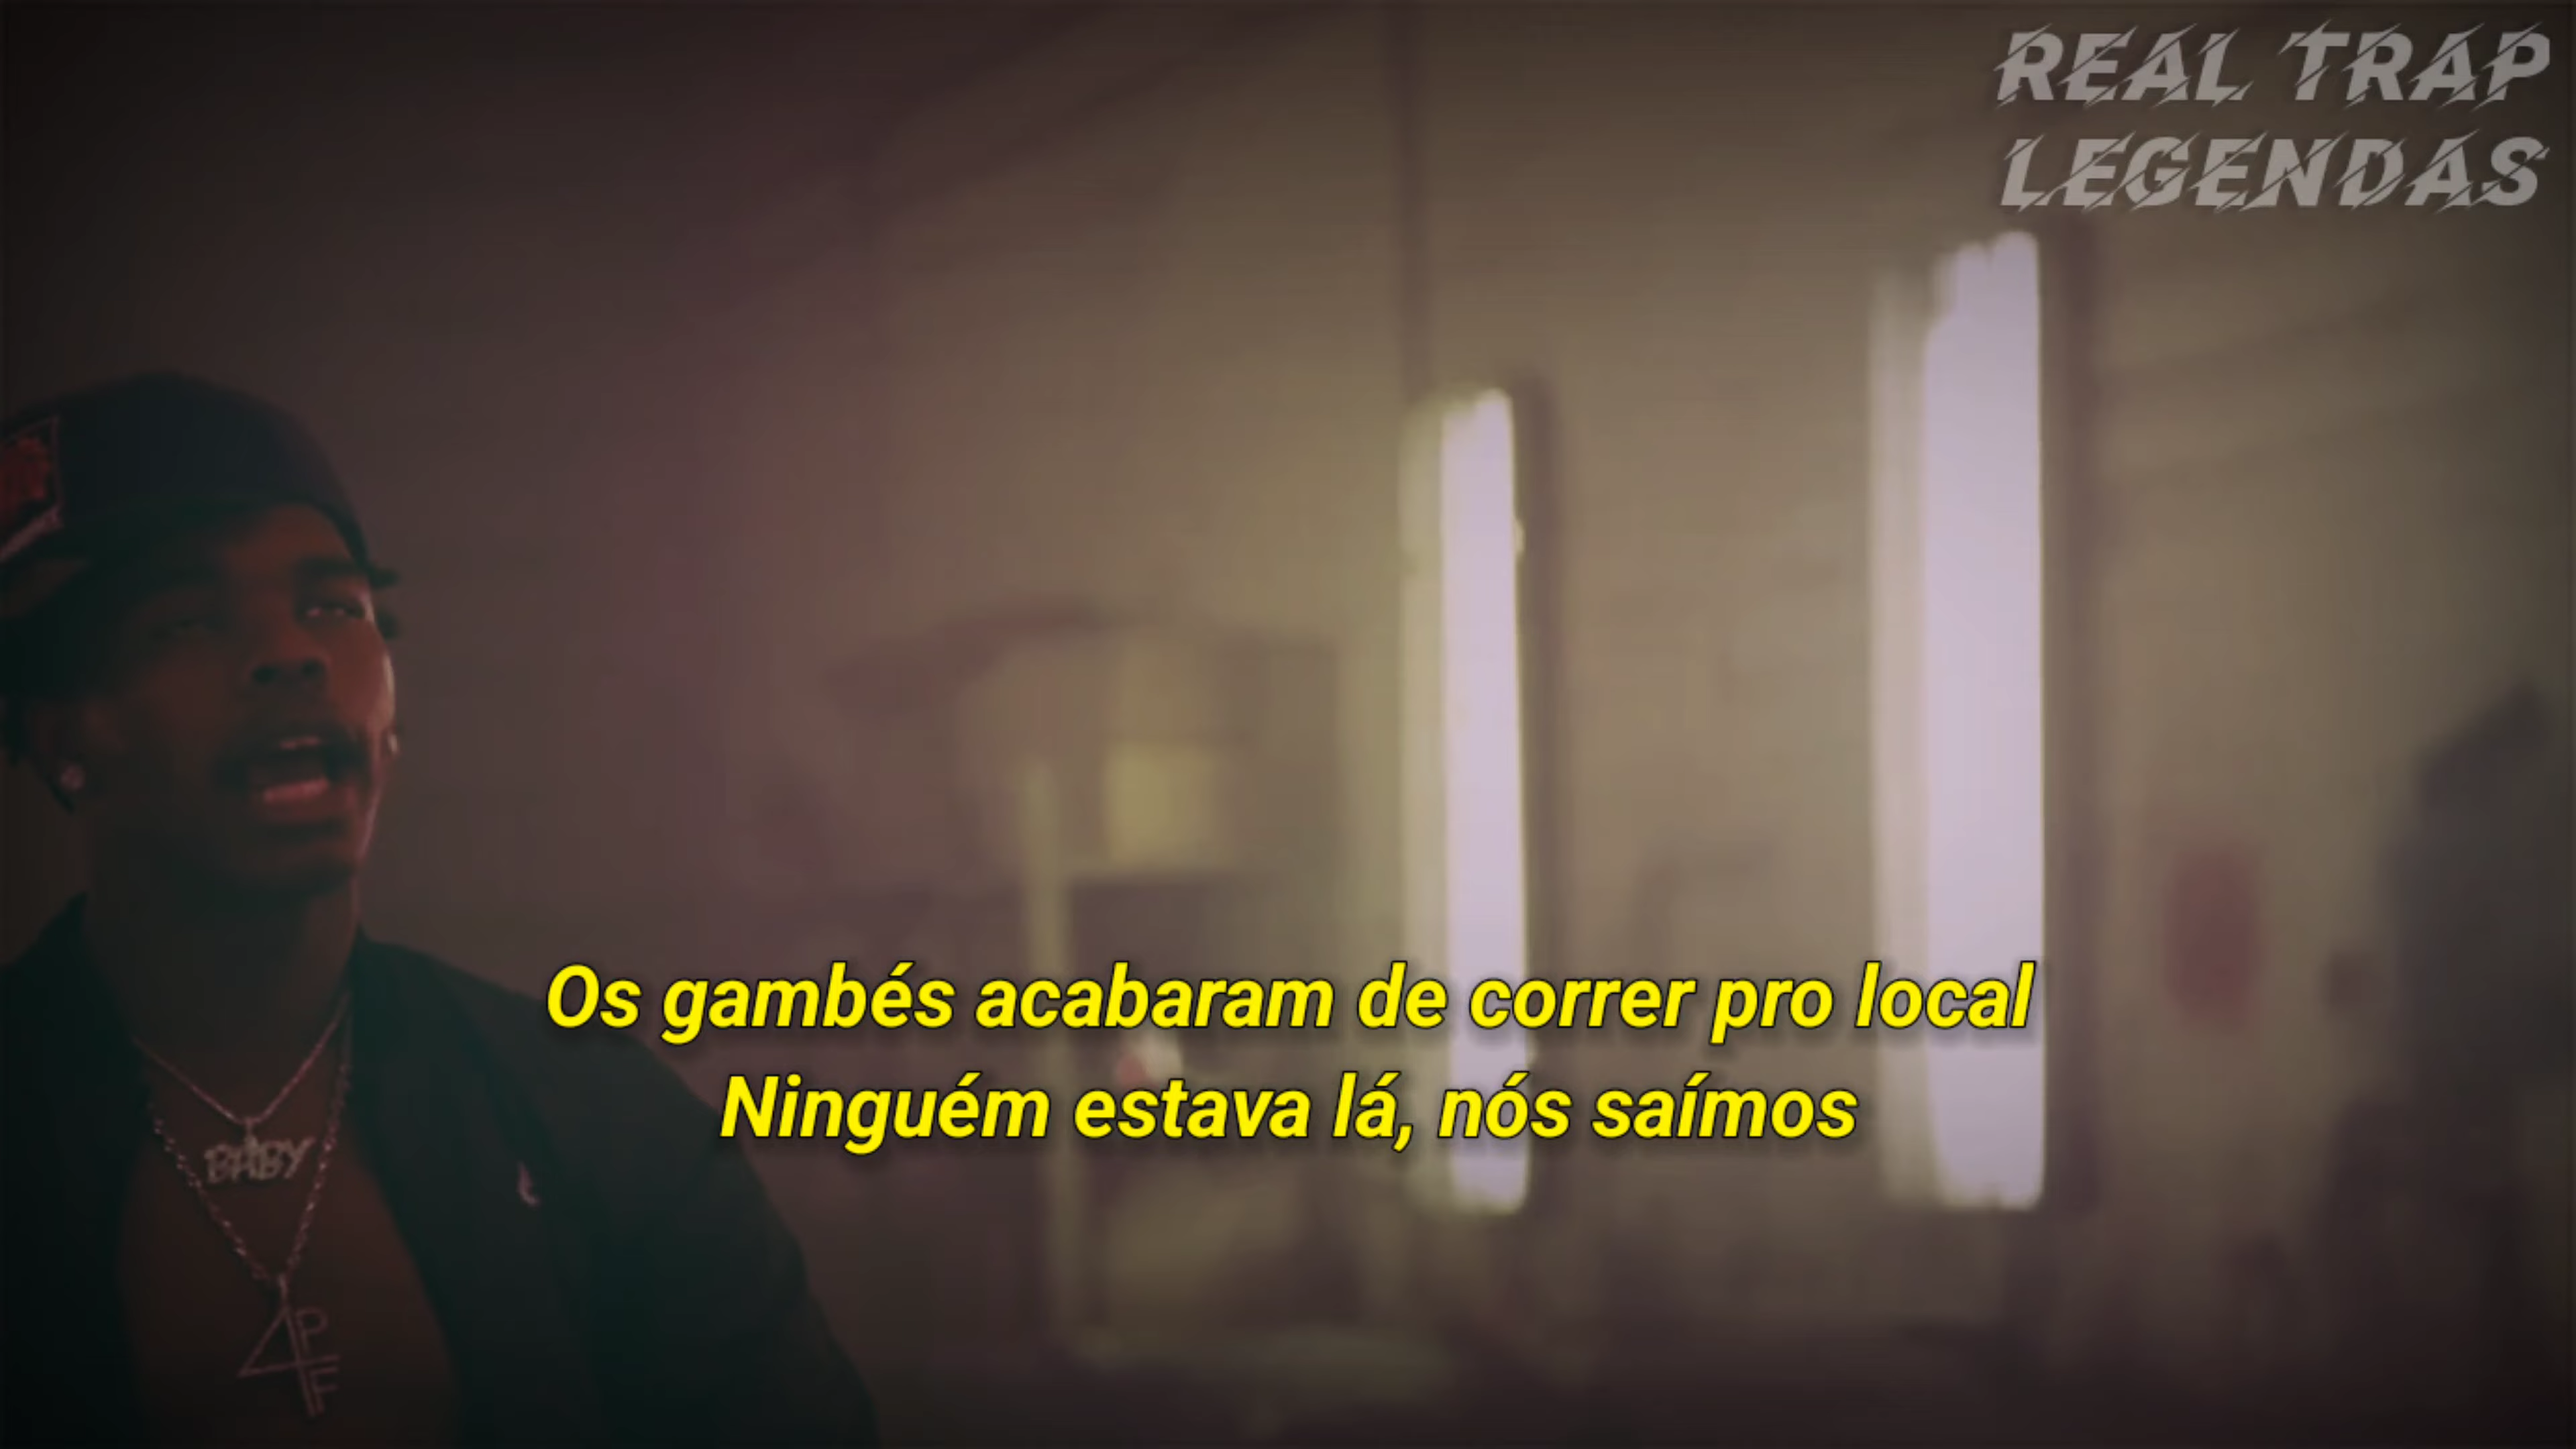 REAL TRAP
LEGENDAS
Os gambés acabaram de correr pro local
Ninguém estava lá, nós saímos
BABY
4PF